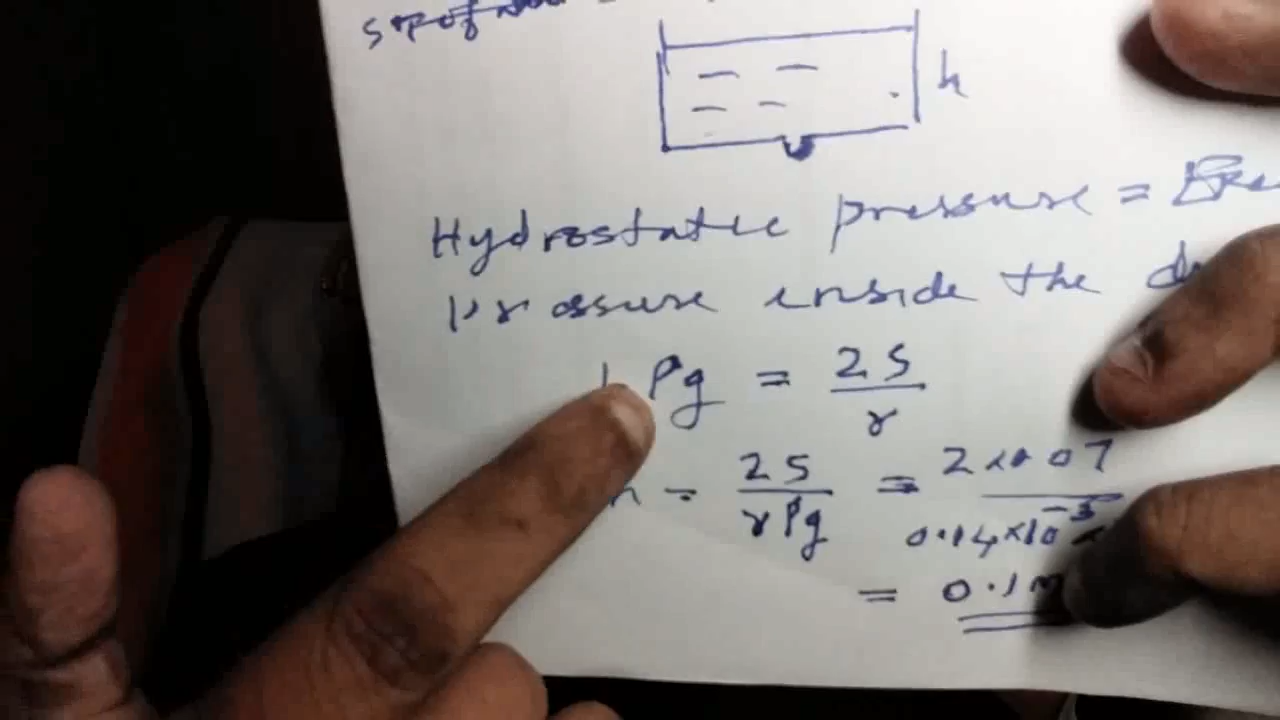 h
Hydrostatic pressure =
pressure inside the
ρg = 2S/r
h = 2S/rρg = 2×0.07/0.14×10⁻³
= 0.1m